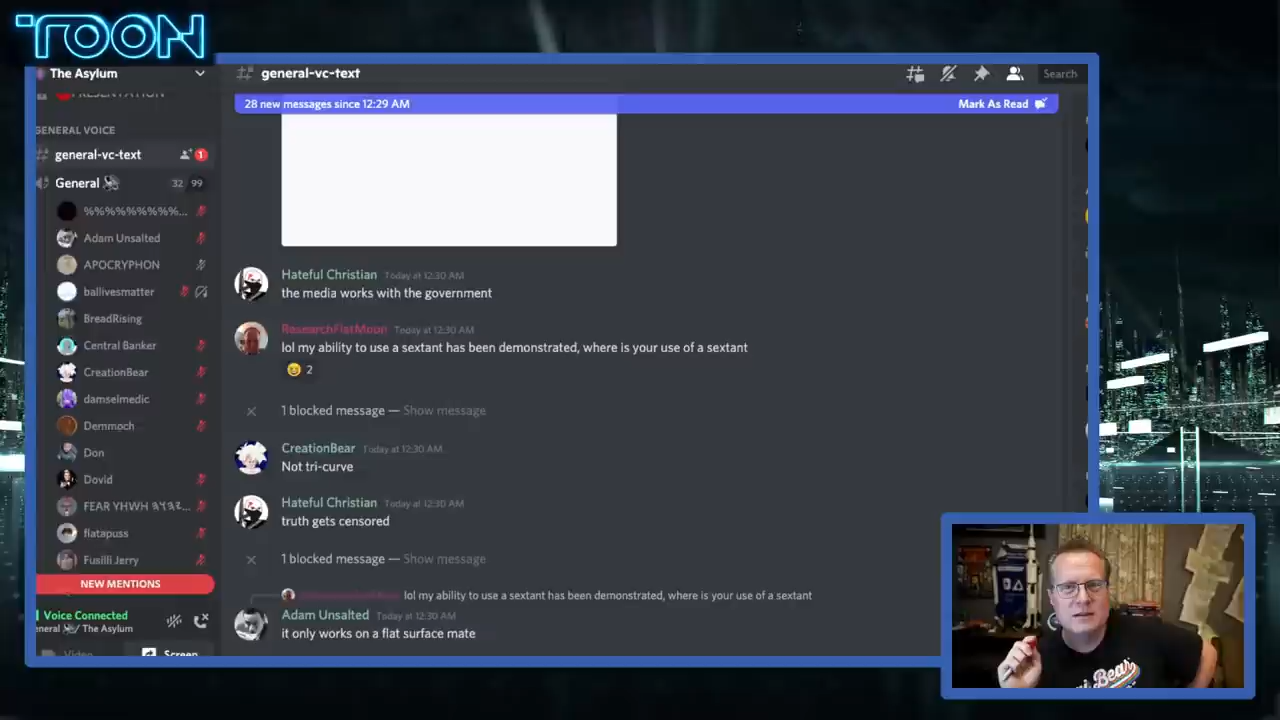 TOON
The Asylum
general-vc-text
Search
PRESENTATION
28 new messages since 12:29 AM
Mark As Read
GENERAL VOICE
general-vc-text
1
General
32 99
%%%%%%%%%...
Adam Unsalted
APOCRYPHON
ballivesmatter
BreadRising
Central Banker
CreationBear
damselmedic
Demmoch
Don
Dovid
FEAR YHWH
flatapuss
Fusilli Jerry
NEW MENTIONS
Voice Connected
eneral / The Asylum
Video
Screen
Hateful Christian Today at 12:30 AM
the media works with the government
ResearchFlatMoon Today at 12:30 AM
lol my ability to use a sextant has been demonstrated, where is your use of a sextant
2
1 blocked message — Show message
CreationBear Today at 12:30 AM
Not tri-curve
Hateful Christian Today at 12:30 AM
truth gets censored
1 blocked message — Show message
lol my ability to use a sextant has been demonstrated, where is your use of a sextant
Adam Unsalted Today at 12:30 AM
it only works on a flat surface mate
Bear